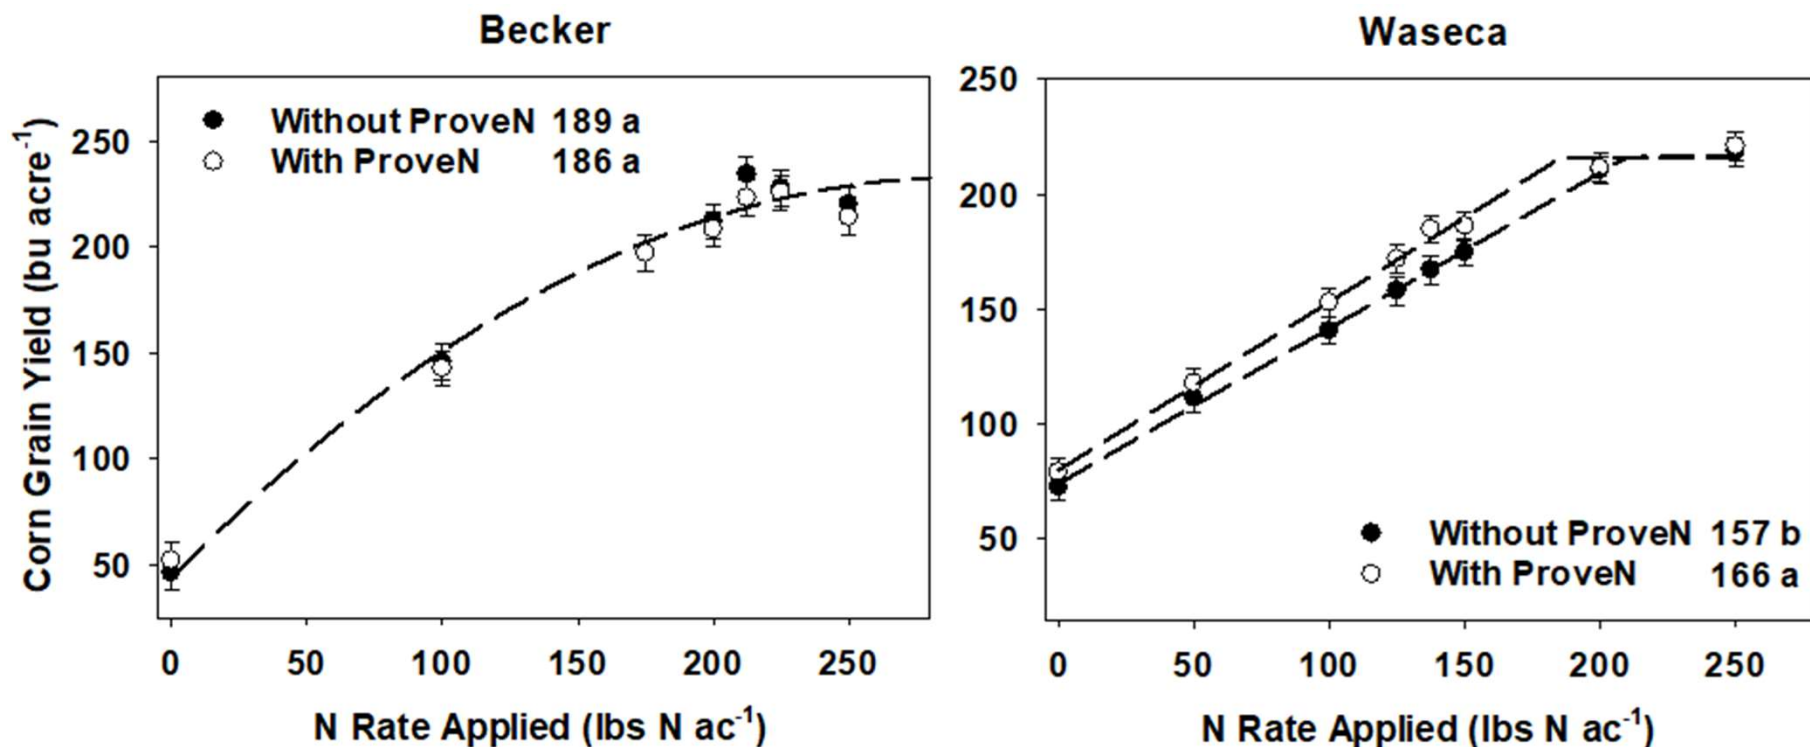 Becker
Without ProveN 189 a
With ProveN 186 a
Corn Grain Yield (bu acre⁻¹)
250
200
150
100
50
0 50 100 150 200 250
N Rate Applied (lbs N ac⁻¹)
Waseca
250
200
150
100
50
Without ProveN 157 b
With ProveN 166 a
0 50 100 150 200 250
N Rate Applied (lbs N ac⁻¹)